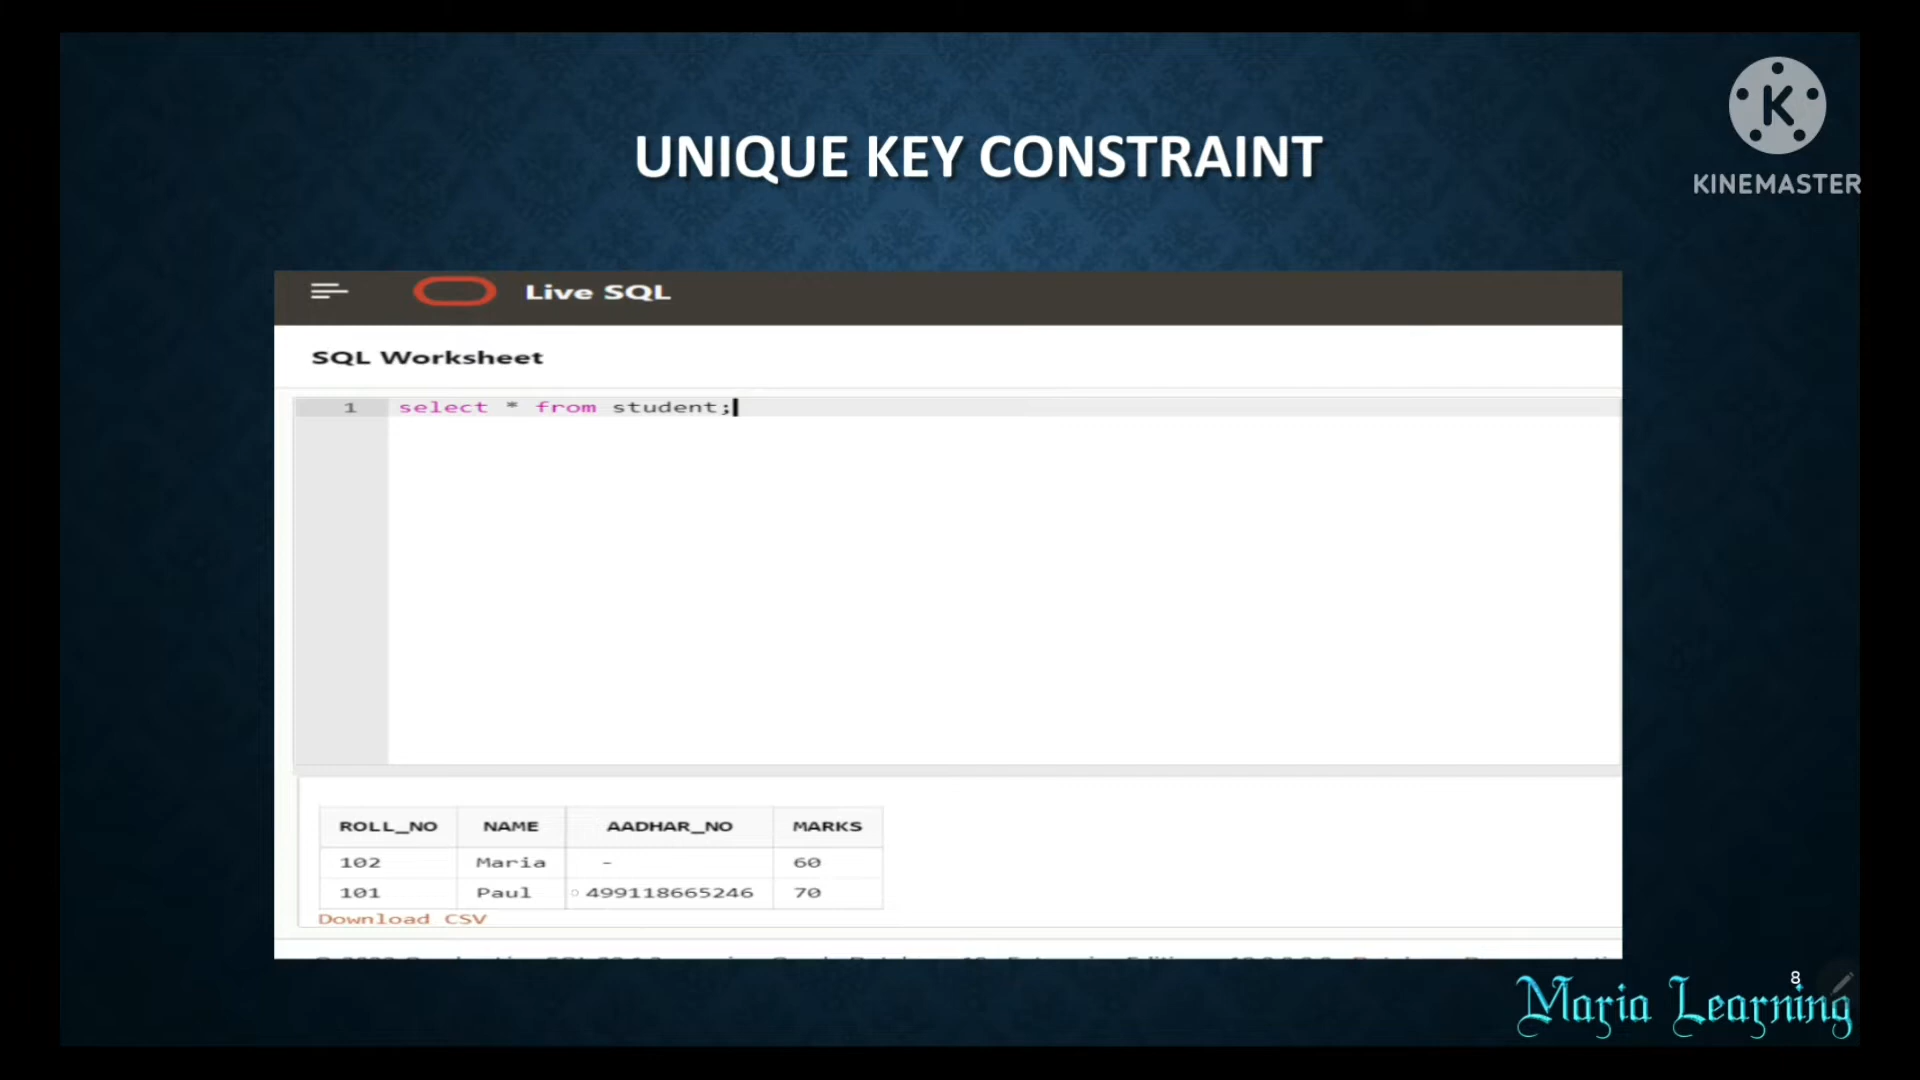 UNIQUE KEY CONSTRAINT
K
KINEMASTER
Live SQL
SQL Worksheet
1 select * from student;
ROLL_NO NAME AADHAR_NO MARKS
102 Maria - 60
101 Paul 499118665246 70
Download CSV
8
Maria Learning